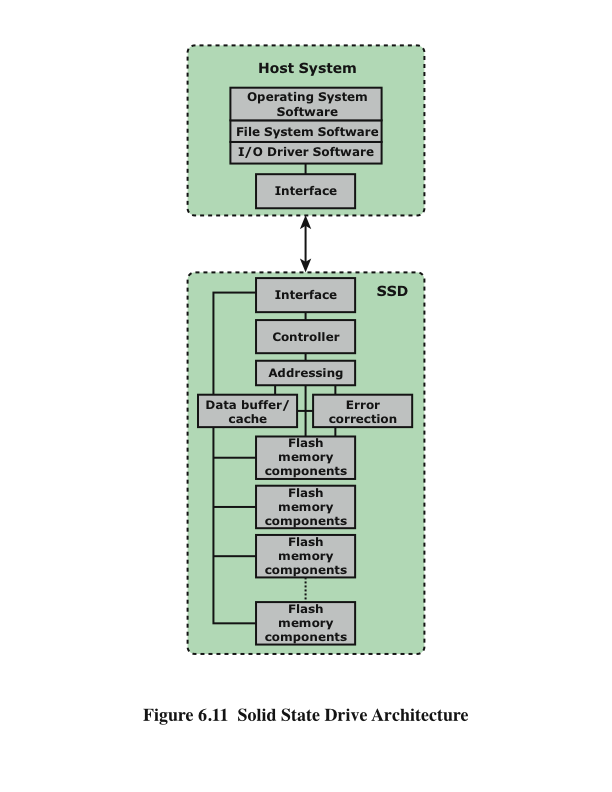 Host System
Operating System
Software
File System Software
I/O Driver Software
Interface
SSD
Interface
Controller
Addressing
Data buffer/
cache
Error
correction
Flash
memory
components
Flash
memory
components
Flash
memory
components
Flash
memory
components
Figure 6.11 Solid State Drive Architecture